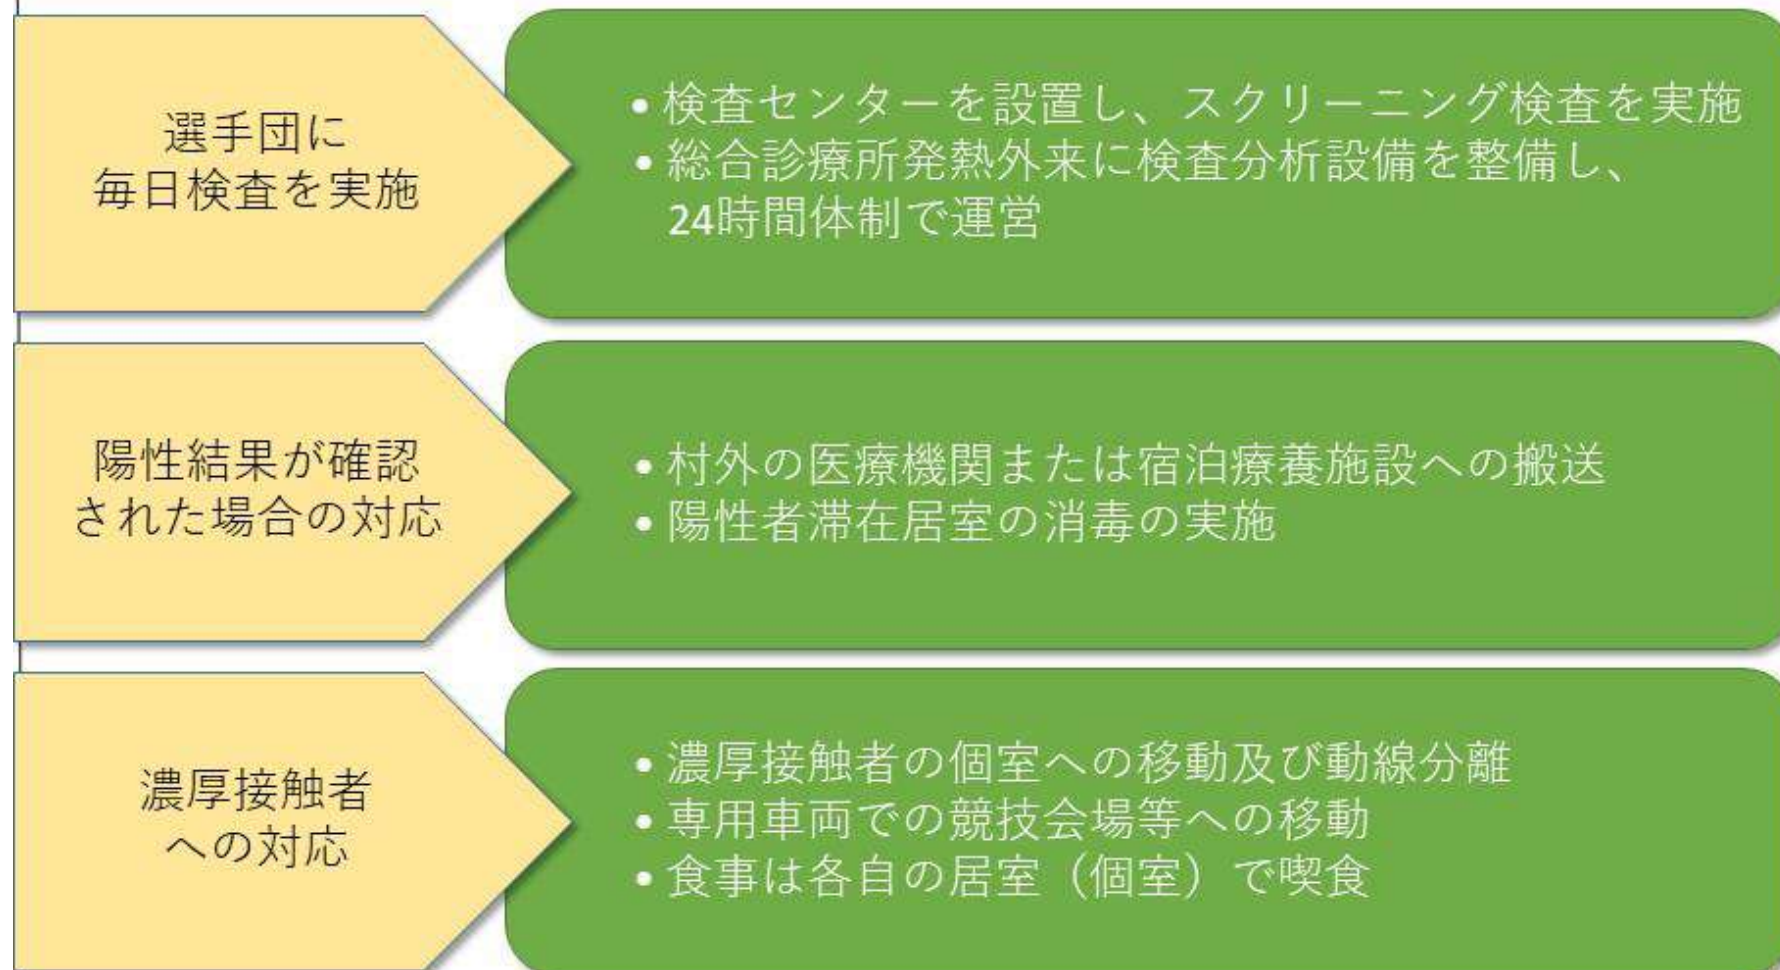 選手団に
毎日検査を実施
• 検査センターを設置し、スクリーニング検査を実施
• 総合診療所発熱外来に検査分析設備を整備し、
24時間体制で運営
陽性結果が確認
された場合の対応
• 村外の医療機関または宿泊療養施設への搬送
• 陽性者滞在居室の消毒の実施
濃厚接触者
への対応
• 濃厚接触者の個室への移動及び動線分離
• 専用車両での競技会場等への移動
• 食事は各自の居室（個室）で喫食